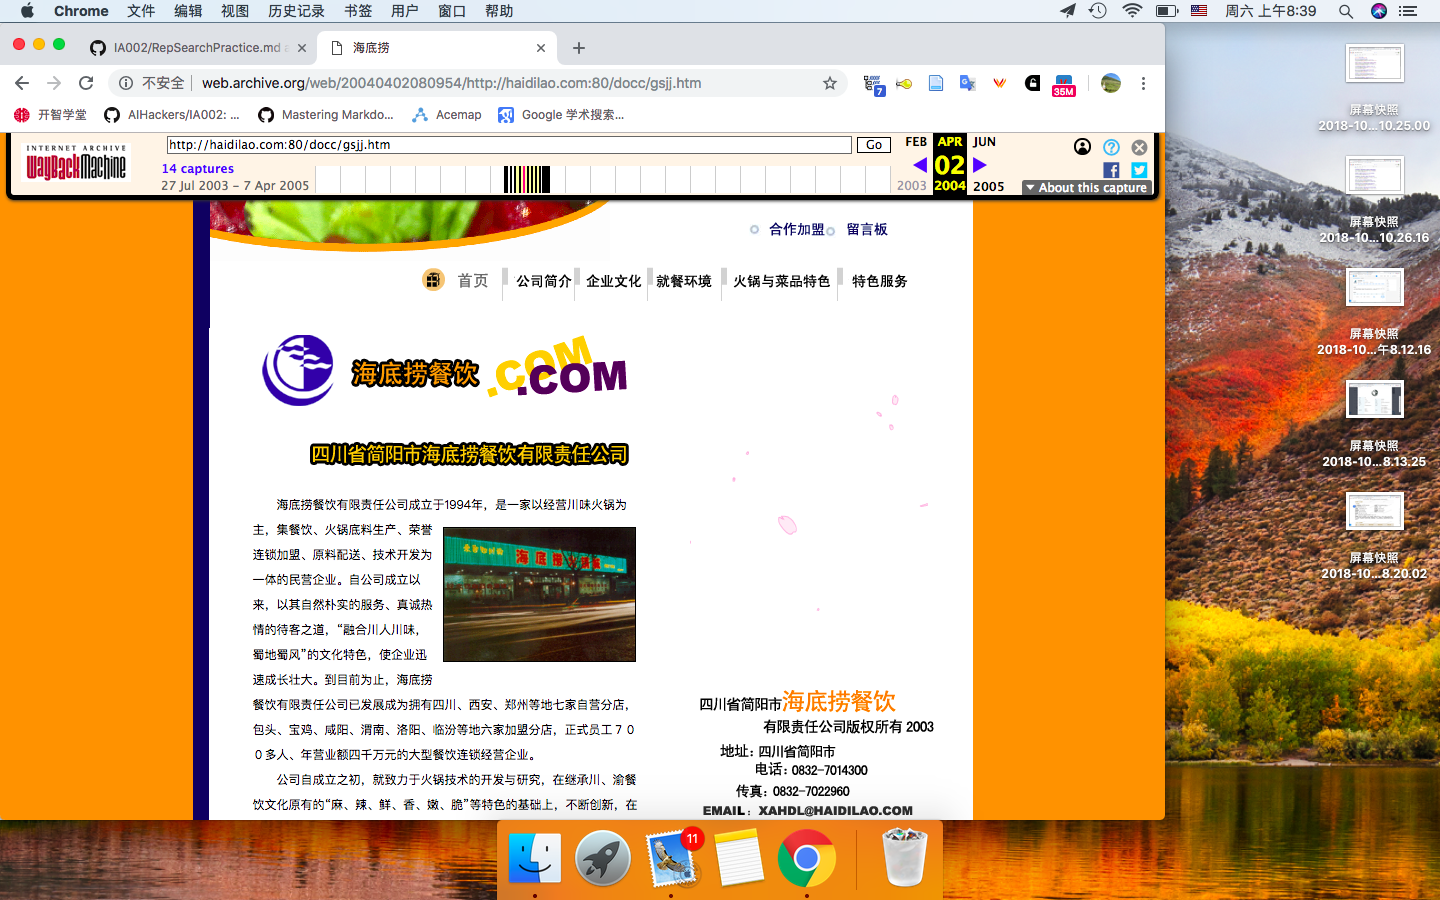 Chrome 文件 编辑 视图 历史记录 书签 用户 窗口 帮助 周六 上午8:39
IA002/RepSearchPractice.md a
海底捞
不安全 web.archive.org/web/20040402080954/http://haidilao.com:80/docc/gsjj.htm
7
35M
开智学堂 AIHackers/IA002: ... Mastering Markdo... Acemap Google 学术搜索...
INTERNET ARCHIVE
WayBackMachine
http://haidilao.com:80/docc/gsjj.htm Go
14 captures
27 Jul 2003 – 7 Apr 2005
FEB APR JUN
02
2003 2004 2005
About this capture
合作加盟 留言板
首页 公司简介 企业文化 就餐环境 火锅与菜品特色 特色服务
海底捞餐饮 .COM .COM
四川省简阳市海底捞餐饮有限责任公司
海底捞餐饮有限责任公司成立于1994年，是一家以经营川味火锅为
主，集餐饮、火锅底料生产、荣誉
连锁加盟、原料配送、技术开发为
一体的民营企业。自公司成立以
来，以其自然朴实的服务、真诚热
情的待客之道，“融合川人川味，
蜀地蜀风”的文化特色，使企业迅
速成长壮大。到目前为止，海底捞
餐饮有限责任公司已发展成为拥有四川、西安、郑州等地七家自营分店，
包头、宝鸡、咸阳、渭南、洛阳、临汾等地六家加盟分店，正式员工７０
０多人、年营业额四千万元的大型餐饮连锁经营企业。
公司自成立之初，就致力于火锅技术的开发与研究，在继承川、渝餐
饮文化原有的“麻、辣、鲜、香、嫩、脆”等特色的基础上，不断创新，在
四川省简阳市海底捞餐饮
有限责任公司版权所有 2003
地址：四川省简阳市
电话：0832-7014300
传真：0832-7022960
EMAIL：XAHDL@HAIDILAO.COM
屏幕快照
2018-10...10.25.00
屏幕快照
2018-10...10.26.16
屏幕快照
2018-10...午8.12.16
屏幕快照
2018-10...8.13.25
屏幕快照
2018-10...8.20.02
11